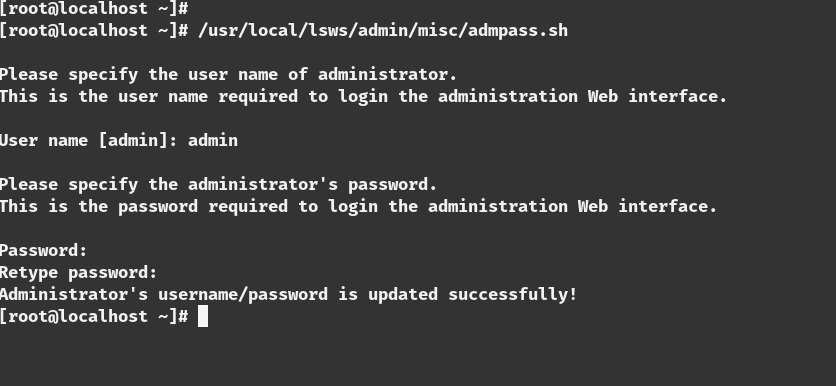 [root@localhost ~]#
[root@localhost ~]# /usr/local/lsws/admin/misc/admpass.sh
Please specify the user name of administrator.
This is the user name required to login the administration Web interface.
User name [admin]: admin
Please specify the administrator's password.
This is the password required to login the administration Web interface.
Password:
Retype password:
Administrator's username/password is updated successfully!
[root@localhost ~]#